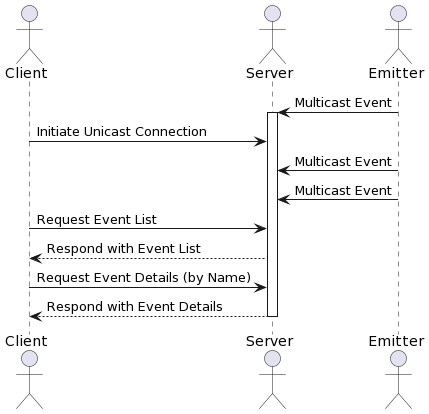 Client
Server
Emitter
Multicast Event
Initiate Unicast Connection
Multicast Event
Multicast Event
Request Event List
Respond with Event List
Request Event Details (by Name)
Respond with Event Details
Client
Server
Emitter